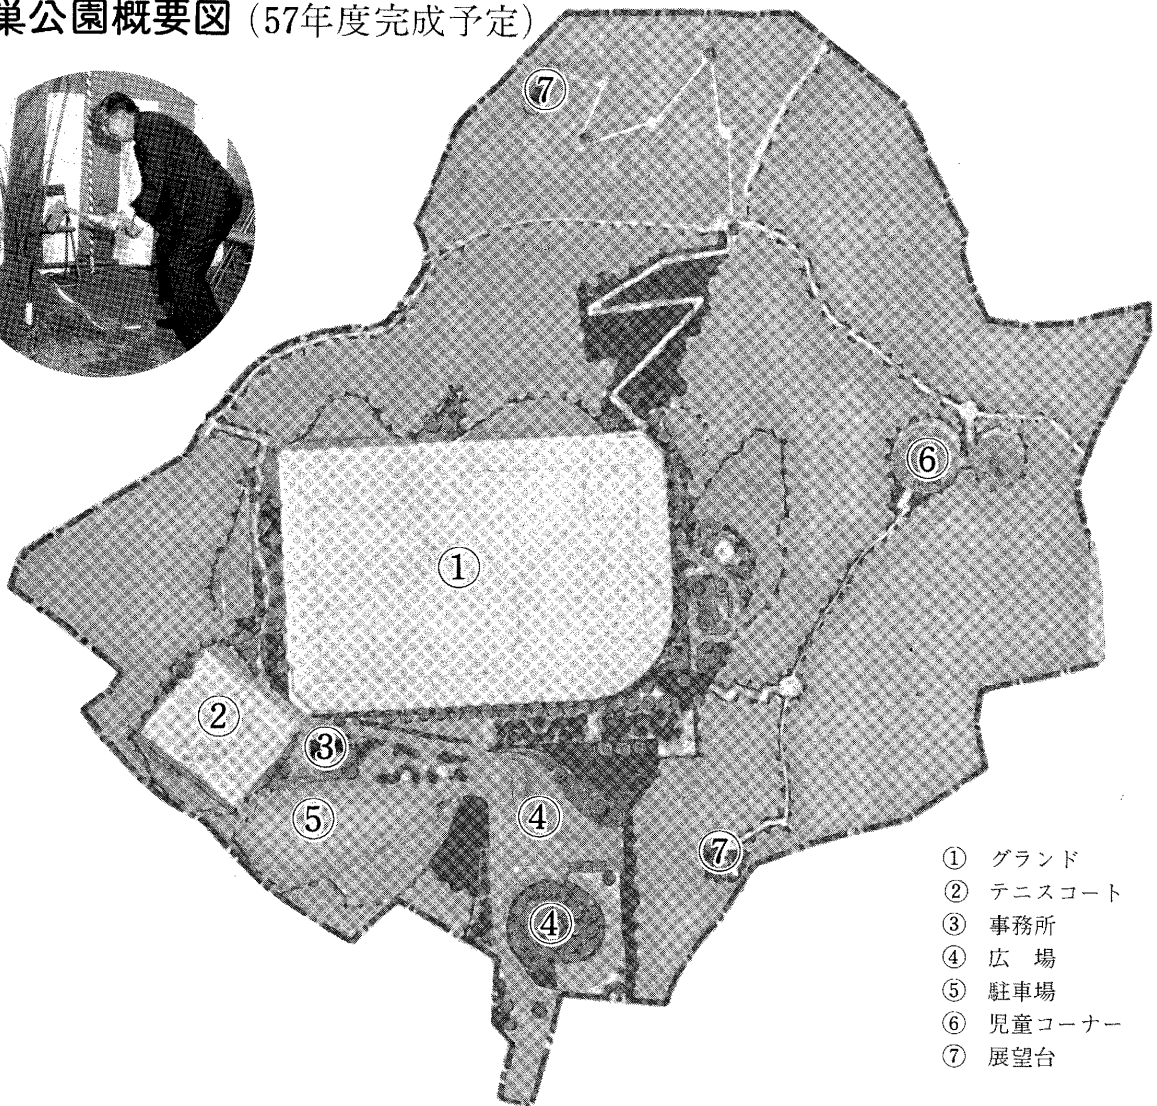 巣公園概要図（57年度完成予定）
⑦
⑥
①
②
③
⑤
④
⑦
④
① グランド
② テニスコート
③ 事務所
④ 広　場
⑤ 駐車場
⑥ 児童コーナー
⑦ 展望台